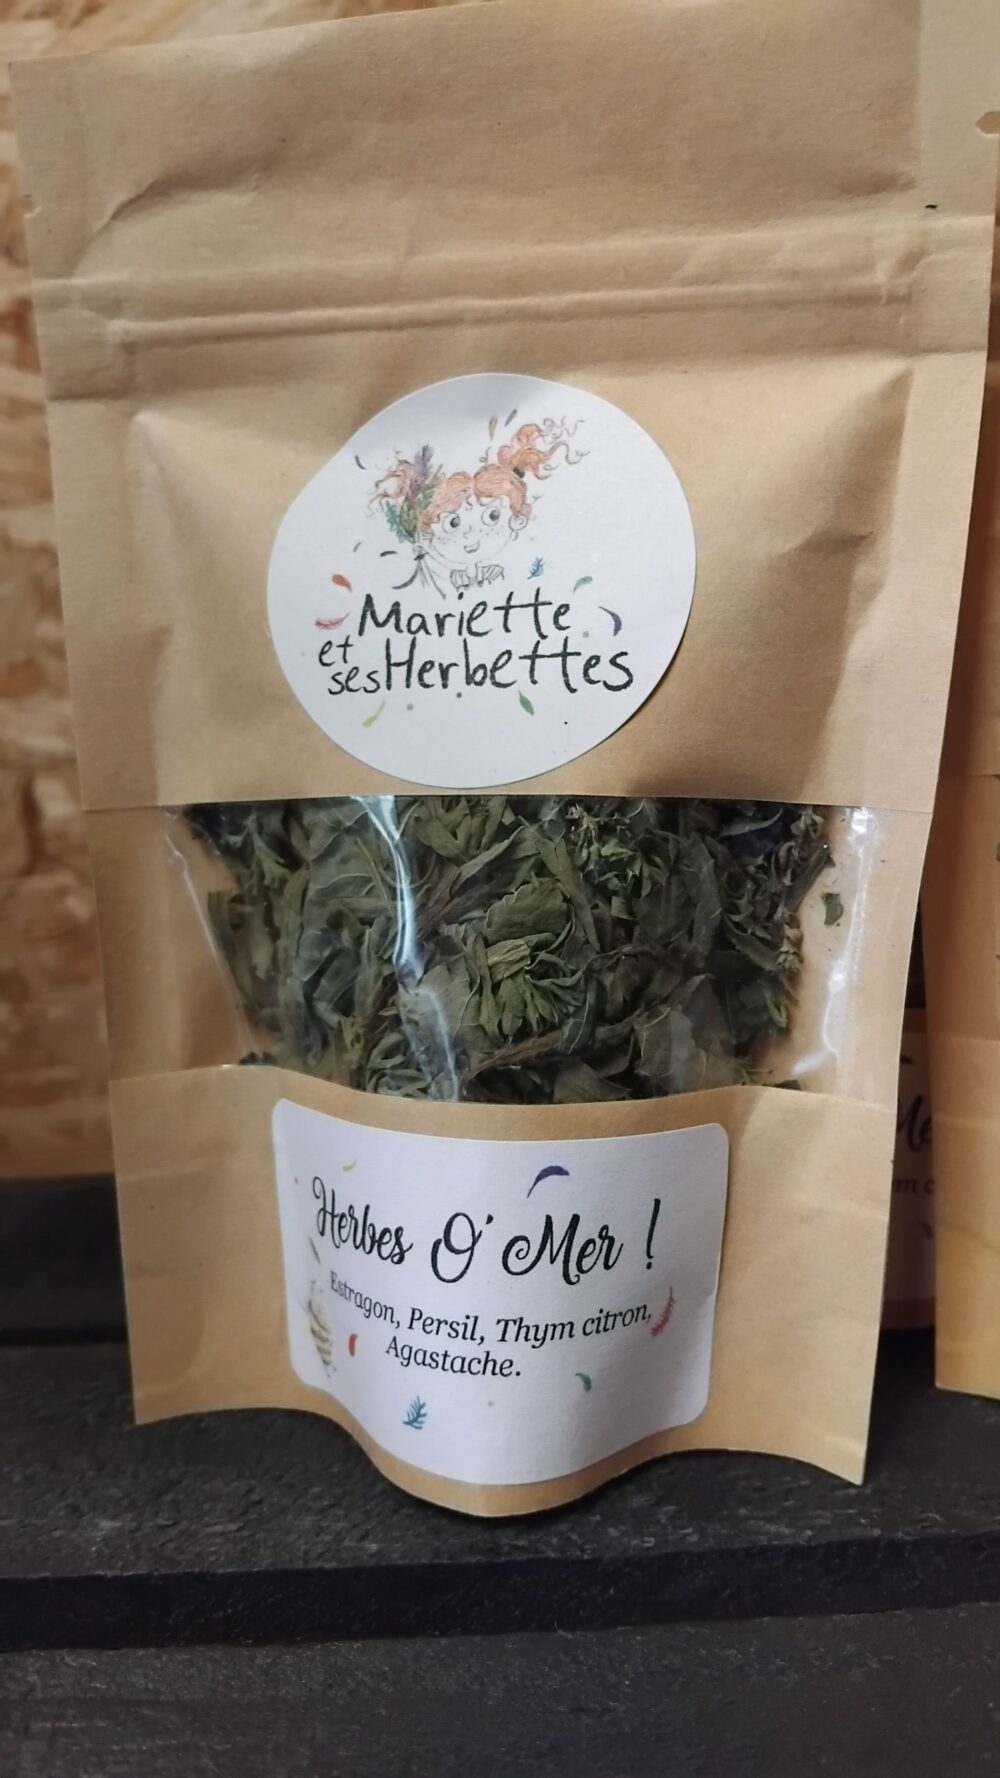 Mariette
et
ses Herbettes
Herbes O' Mer !
Estragon, Persil, Thym citron,
Agastache.